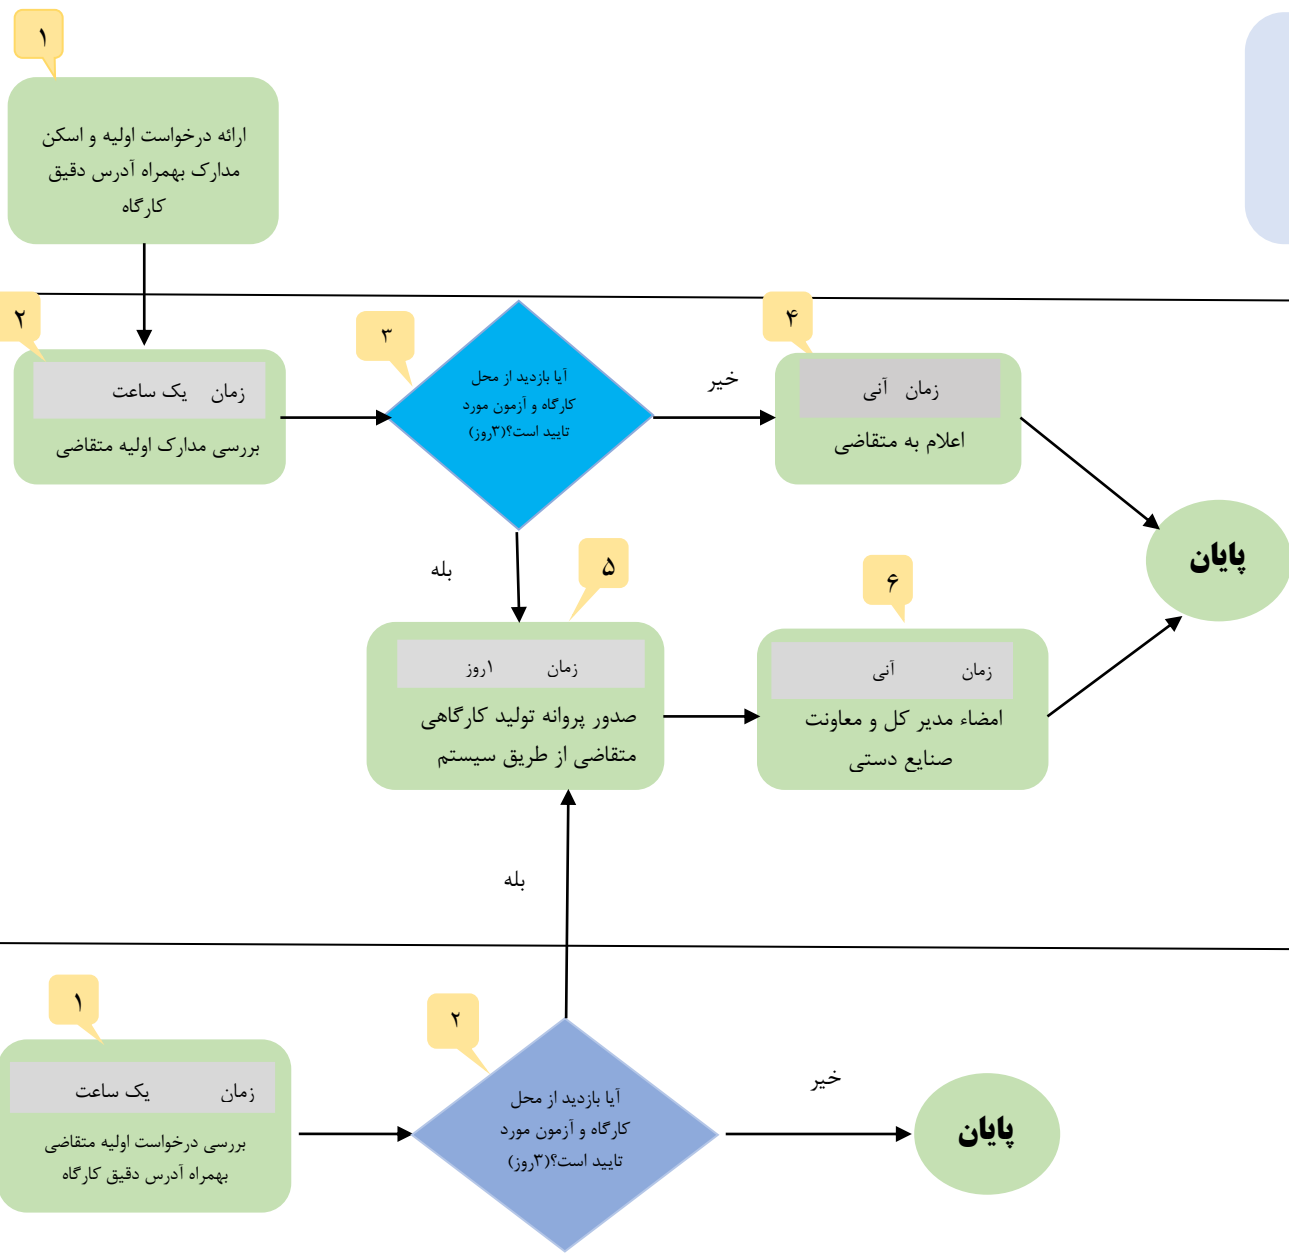 ۱
ارائه درخواست اولیه و اسکن
مدارک بهمراه آدرس دقیق
کارگاه
۲
زمان یک ساعت
بررسی مدارک اولیه متقاضی
۳
آیا بازدید از محل
کارگاه و آزمون مورد
تایید است؟(۳روز)
خیر
۴
زمان آنی
اعلام به متقاضی
پایان
بله
۵
زمان ۱روز
صدور پروانه تولید کارگاهی
متقاضی از طریق سیستم
۶
زمان آنی
امضاء مدیر کل و معاونت
صنایع دستی
بله
۱
زمان یک ساعت
بررسی درخواست اولیه متقاضی
بهمراه آدرس دقیق کارگاه
۲
آیا بازدید از محل
کارگاه و آزمون مورد
تایید است؟(۳روز)
خیر
پایان